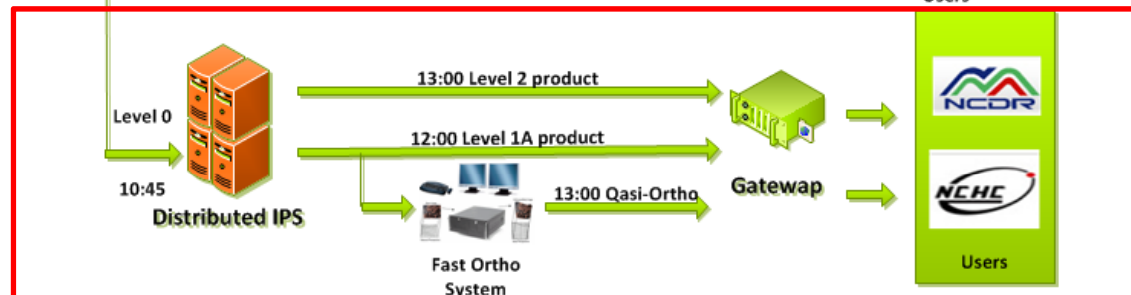 Users
Level 0
10:45
Distributed IPS
13:00 Level 2 product
12:00 Level 1A product
13:00 Qasi-Ortho
Fast Ortho
System
Gatewap
NCDR
NCHC
Users